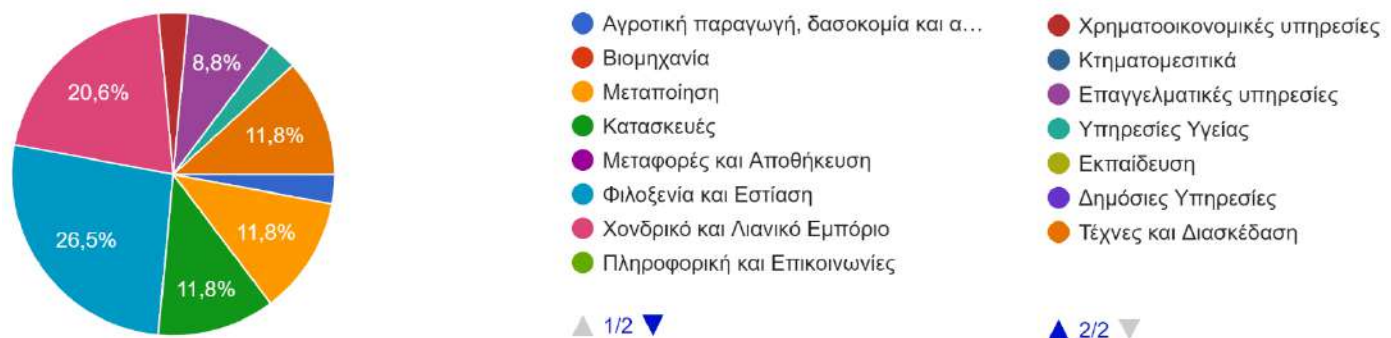 8,8%
20,6%
11,8%
11,8%
26,5%
11,8%
Αγροτική παραγωγή, δασοκομία και α…
Βιομηχανία
Μεταποίηση
Κατασκευές
Μεταφορές και Αποθήκευση
Φιλοξενία και Εστίαση
Χονδρικό και Λιανικό Εμπόριο
Πληροφορική και Επικοινωνίες
1/2
Χρηματοοικονομικές υπηρεσίες
Κτηματομεσιτικά
Επαγγελματικές υπηρεσίες
Υπηρεσίες Υγείας
Εκπαίδευση
Δημόσιες Υπηρεσίες
Τέχνες και Διασκέδαση
2/2